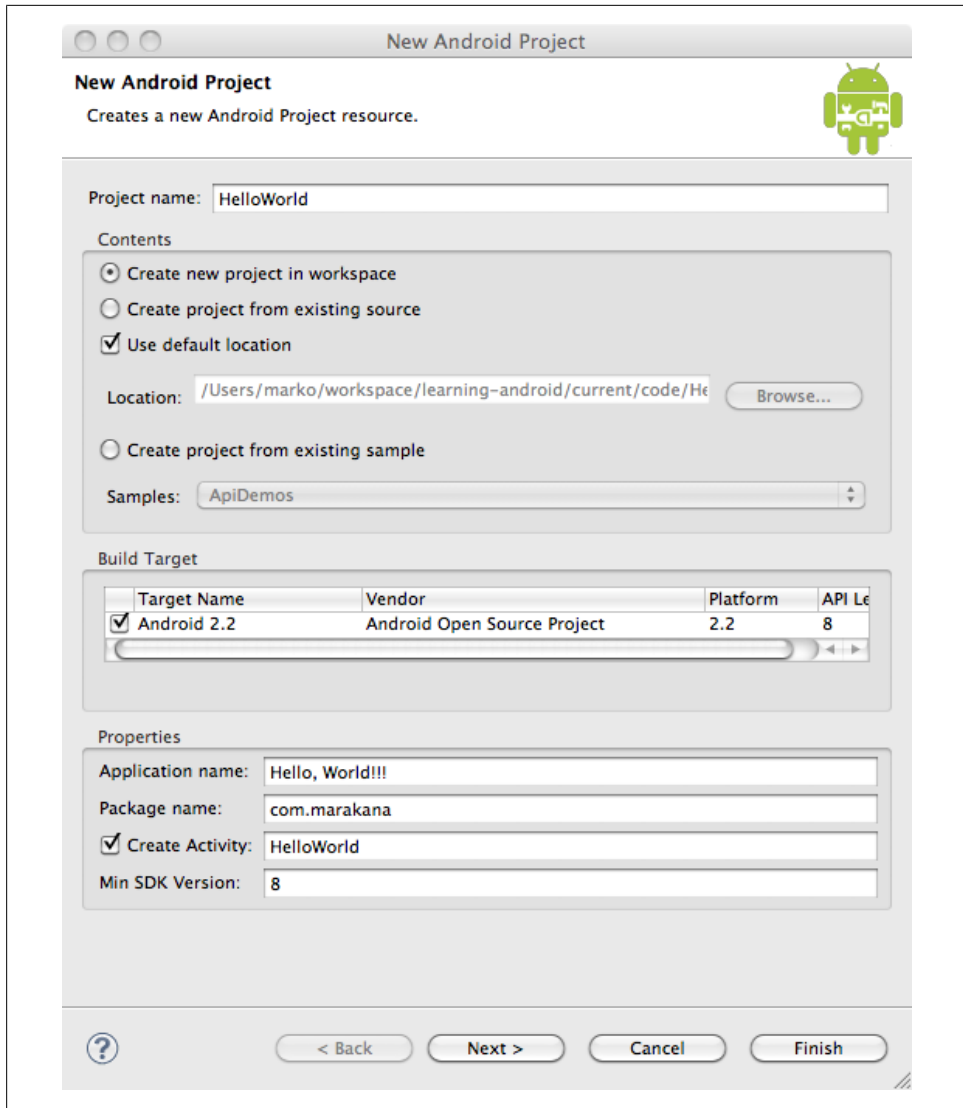 New Android Project
New Android Project
Creates a new Android Project resource.
Project name: HelloWorld
Contents
Create new project in workspace
Create project from existing source
Use default location
Location: /Users/marko/workspace/learning-android/current/code/He Browse...
Create project from existing sample
Samples: ApiDemos
Build Target
Target Name Vendor Platform API Le
Android 2.2 Android Open Source Project 2.2 8
Properties
Application name: Hello, World!!!
Package name: com.marakana
Create Activity: HelloWorld
Min SDK Version: 8
? < Back Next > Cancel Finish